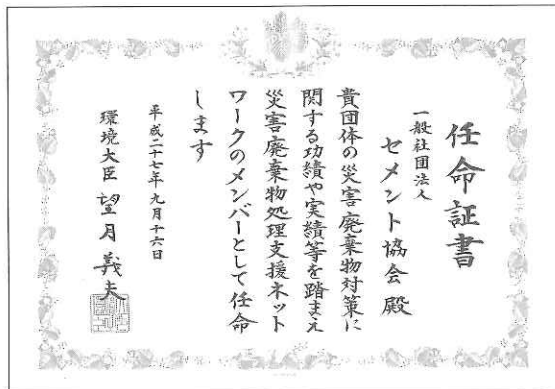 任命証書
一般社団法人
セメント協会殿
貴団体の災害廃棄物対策に
関する功績や実績等を踏まえ
災害廃棄物処理支援ネット
ワークのメンバーとして任命
します
平成二十七年九月十六日
環境大臣 望月義夫